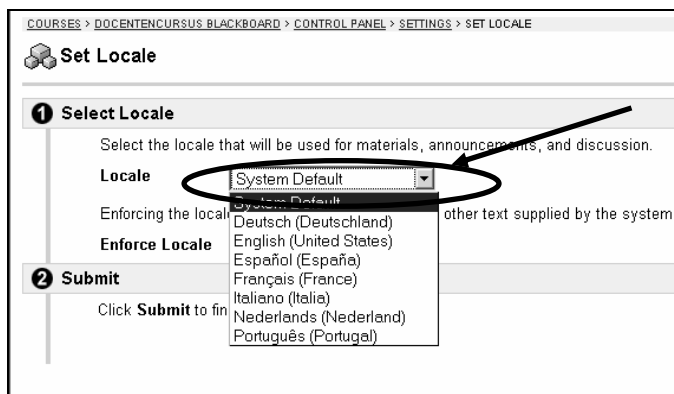 COURSES > DOCENTENCURSUS BLACKBOARD > CONTROL PANEL > SETTINGS > SET LOCALE
Set Locale
1 Select Locale
Select the locale that will be used for materials, announcements, and discussion.
Locale System Default
System Default
Enforcing the locale other text supplied by the system
Deutsch (Deutschland)
English (United States)
Enforce Locale
Español (España)
2 Submit
Français (France)
Italiano (Italia)
Click Submit to fin
Nederlands (Nederland)
Português (Portugal)